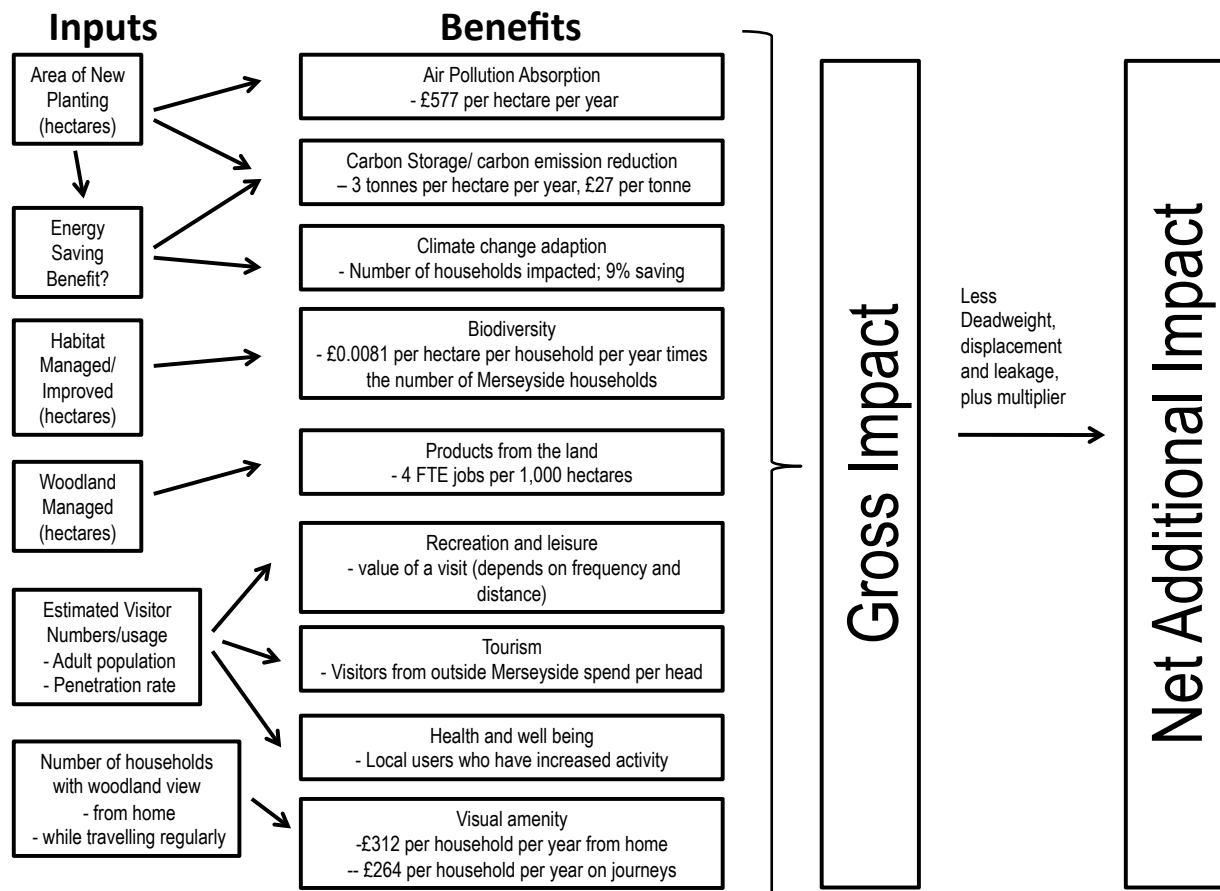 Inputs
Benefits
Area of New
Planting
(hectares)
Energy
Saving
Benefit?
Habitat
Managed/
Improved
(hectares)
Woodland
Managed
(hectares)
Estimated Visitor
Numbers/usage
- Adult population
- Penetration rate
Number of households
with woodland view
- from home
- while travelling regularly
Air Pollution Absorption
- £577 per hectare per year
Carbon Storage/ carbon emission reduction
– 3 tonnes per hectare per year, £27 per tonne
Climate change adaption
- Number of households impacted; 9% saving
Biodiversity
- £0.0081 per hectare per household per year times
the number of Merseyside households
Products from the land
- 4 FTE jobs per 1,000 hectares
Recreation and leisure
- value of a visit (depends on frequency and
distance)
Tourism
- Visitors from outside Merseyside spend per head
Health and well being
- Local users who have increased activity
Visual amenity
-£312 per household per year from home
-- £264 per household per year on journeys
Gross Impact
Less
Deadweight,
displacement
and leakage,
plus multiplier
Net Additional Impact